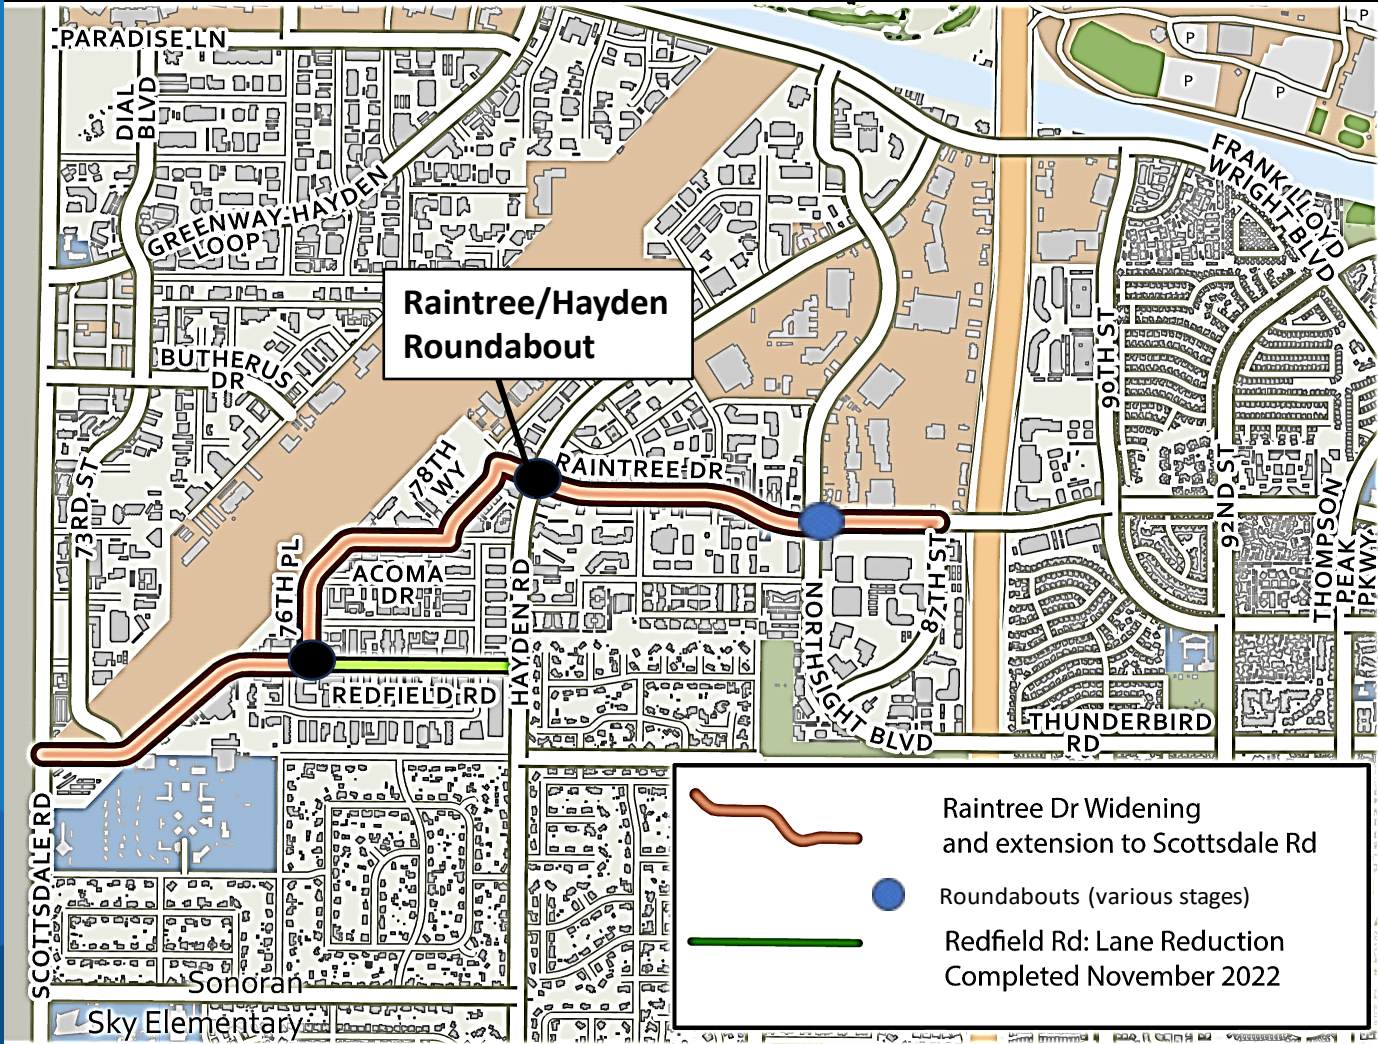 PARADISE LN
DIAL
BLVD
GREENWAY-HAYDEN
LOOP
P
P
P
P
FRANK LLOYD
WRIGHT BLVD
Raintree/Hayden
Roundabout
BUTHERUS
DR
90TH ST
78TH
WY
RAINTREE DR
73RD ST
92ND ST
THOMPSON
PEAK
PKWY
76TH PL
ACOMA
DR
HAYDEN RD
NORTHSIGHT BLVD
87TH ST
REDFIELD RD
THUNDERBIRD
RD
SCOTTSDALE RD
Raintree Dr Widening
and extension to Scottsdale Rd
Roundabouts (various stages)
Redfield Rd: Lane Reduction
Completed November 2022
Sonoran
Sky Elementary